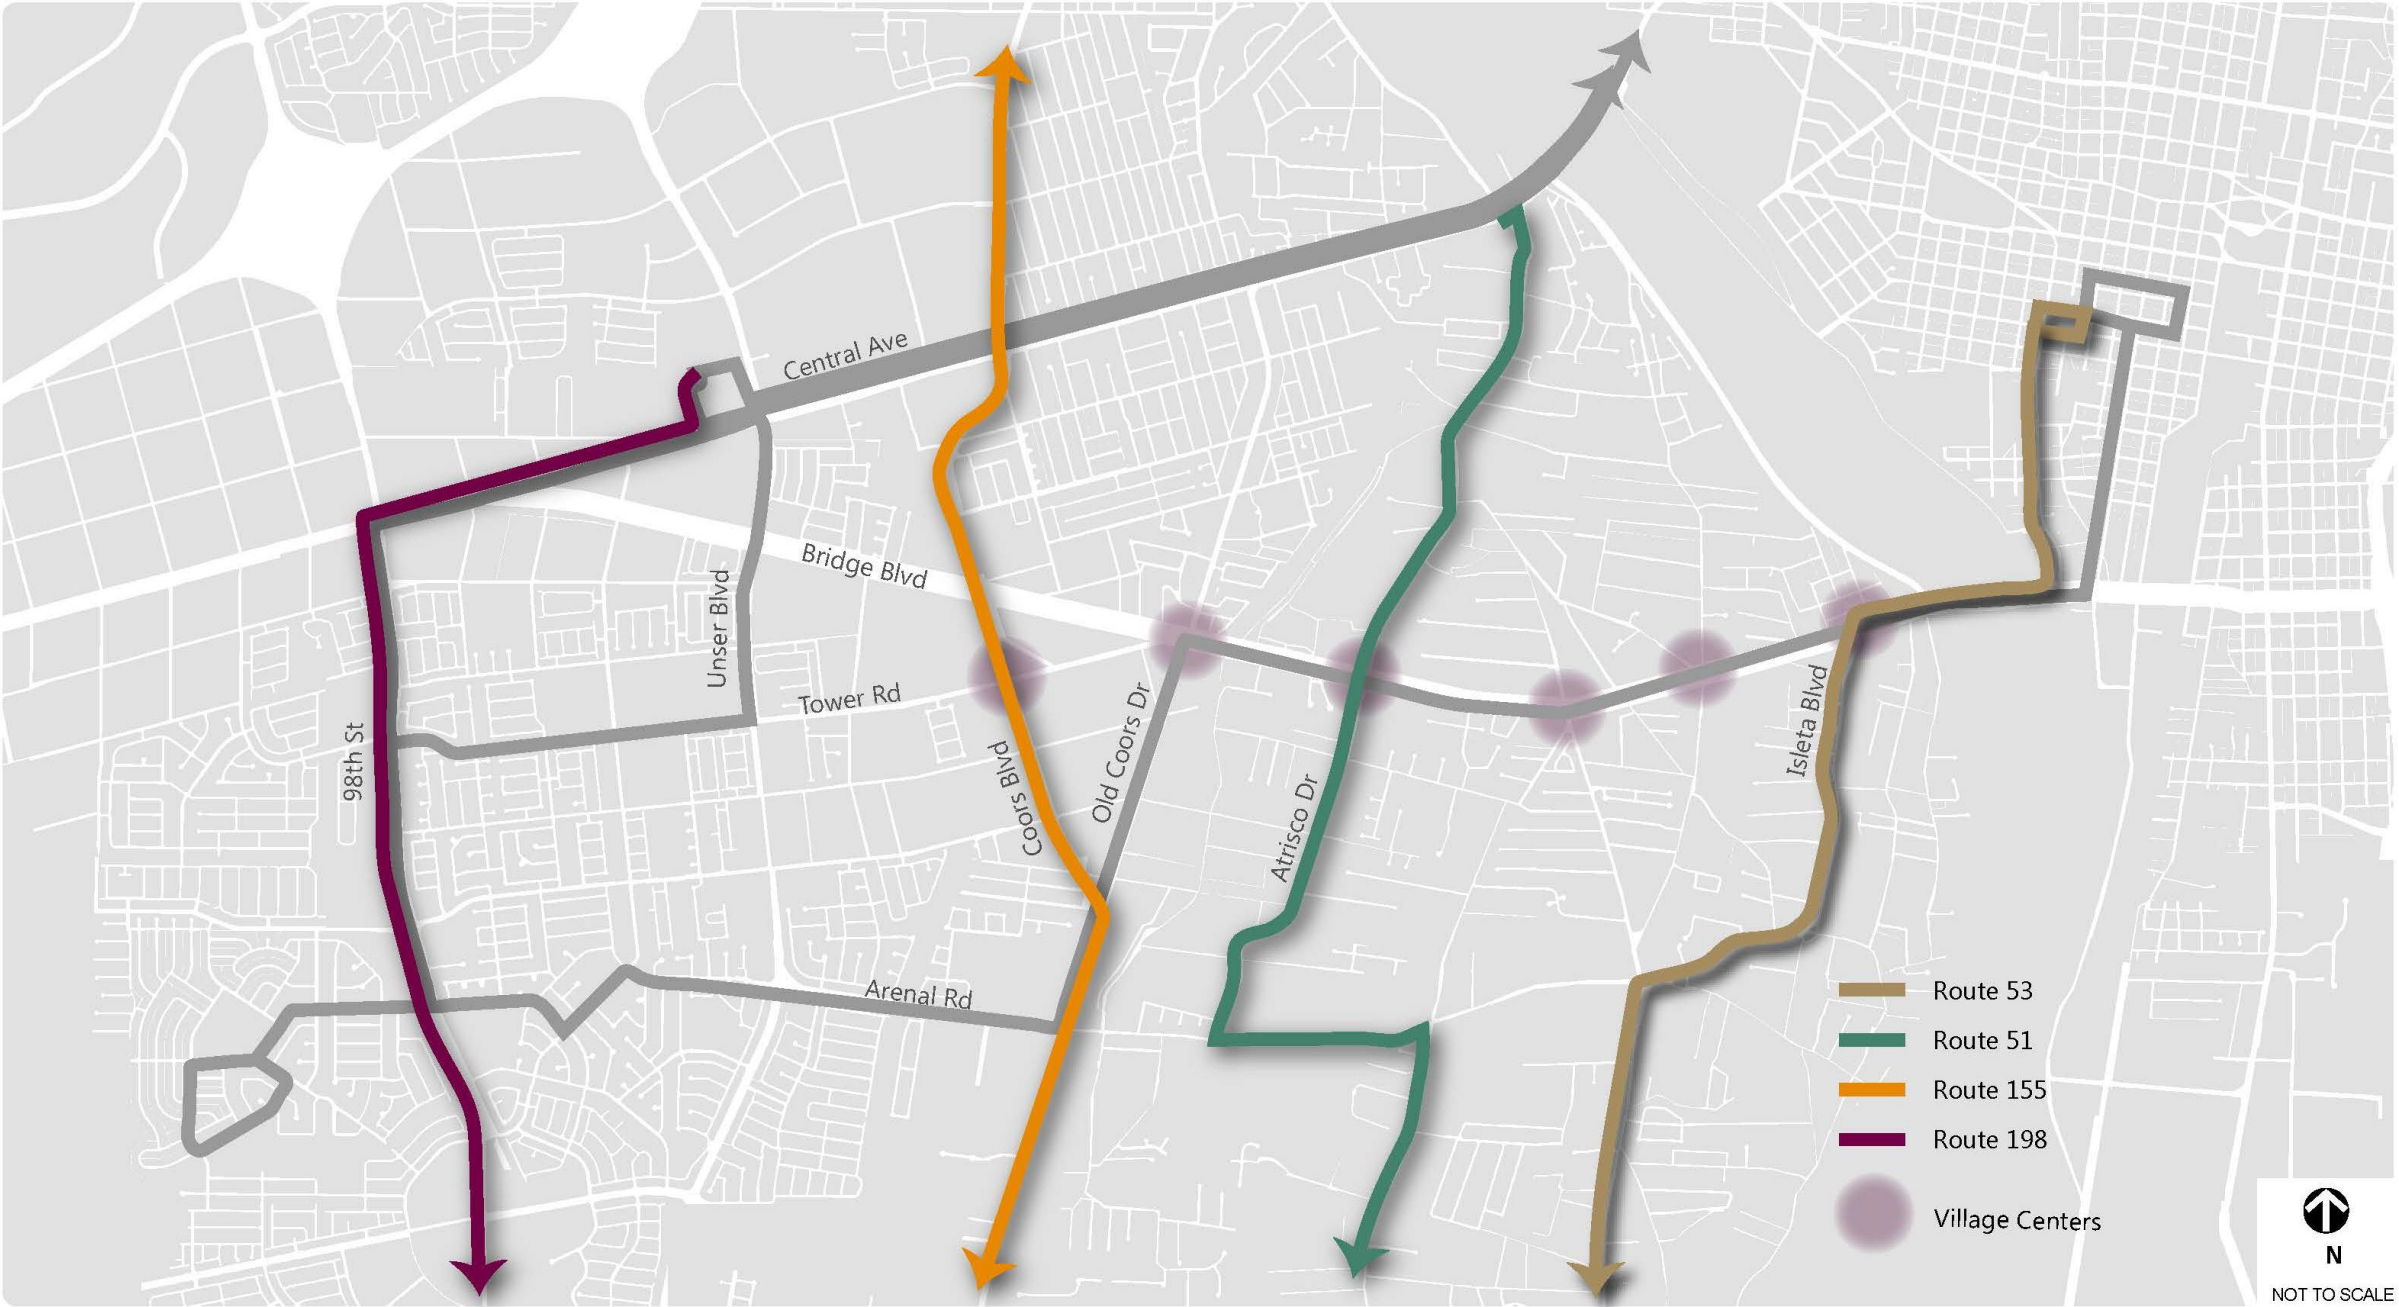 Central Ave
Bridge Blvd
Unser Blvd
Tower Rd
98th St
Coors Blvd
Old Coors Dr
Atrisco Dr
Isleta Blvd
Arenal Rd
Route 53
Route 51
Route 155
Route 198
Village Centers
N
NOT TO SCALE